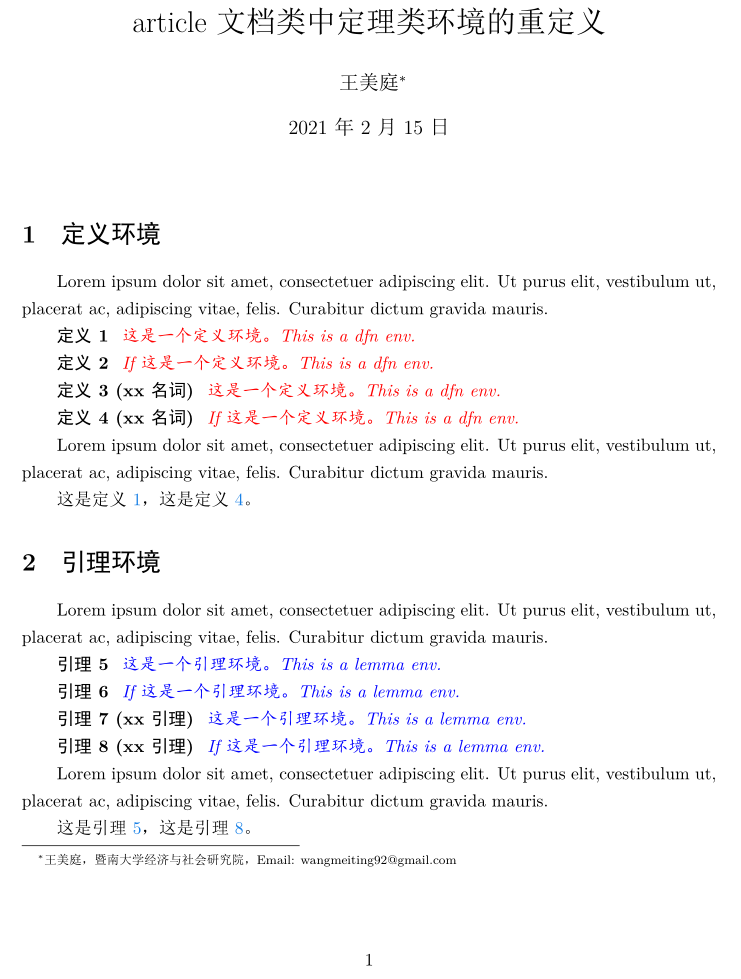 article 文档类中定理类环境的重定义
王美庭*
2021 年 2 月 15 日
1 定义环境
Lorem ipsum dolor sit amet, consectetuer adipiscing elit. Ut purus elit, vestibulum ut,
placerat ac, adipiscing vitae, felis. Curabitur dictum gravida mauris.
定义 1 这是一个定义环境。This is a dfn env.
定义 2 If 这是一个定义环境。This is a dfn env.
定义 3 (xx 名词) 这是一个定义环境。This is a dfn env.
定义 4 (xx 名词) If 这是一个定义环境。This is a dfn env.
Lorem ipsum dolor sit amet, consectetuer adipiscing elit. Ut purus elit, vestibulum ut,
placerat ac, adipiscing vitae, felis. Curabitur dictum gravida mauris.
这是定义 1，这是定义 4。
2 引理环境
Lorem ipsum dolor sit amet, consectetuer adipiscing elit. Ut purus elit, vestibulum ut,
placerat ac, adipiscing vitae, felis. Curabitur dictum gravida mauris.
引理 5 这是一个引理环境。This is a lemma env.
引理 6 If 这是一个引理环境。This is a lemma env.
引理 7 (xx 引理) 这是一个引理环境。This is a lemma env.
引理 8 (xx 引理) If 这是一个引理环境。This is a lemma env.
Lorem ipsum dolor sit amet, consectetuer adipiscing elit. Ut purus elit, vestibulum ut,
placerat ac, adipiscing vitae, felis. Curabitur dictum gravida mauris.
这是引理 5，这是引理 8。
*王美庭，暨南大学经济与社会研究院，Email: wangmeiting92@gmail.com
1